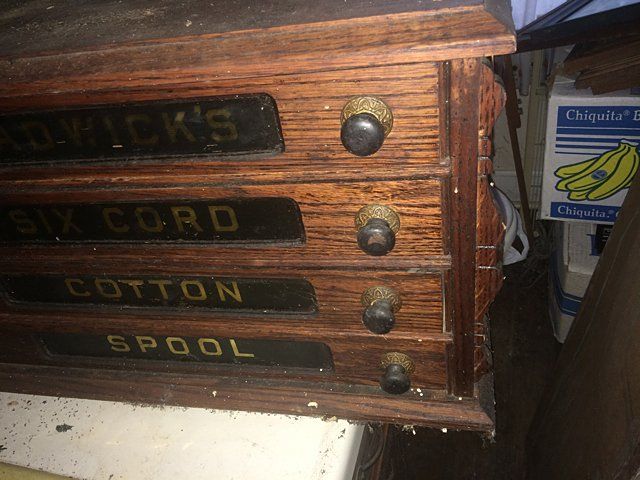 ADWICK'S
SIX CORD
COTTON
SPOOL
Chiquita® B
Chiquita.®